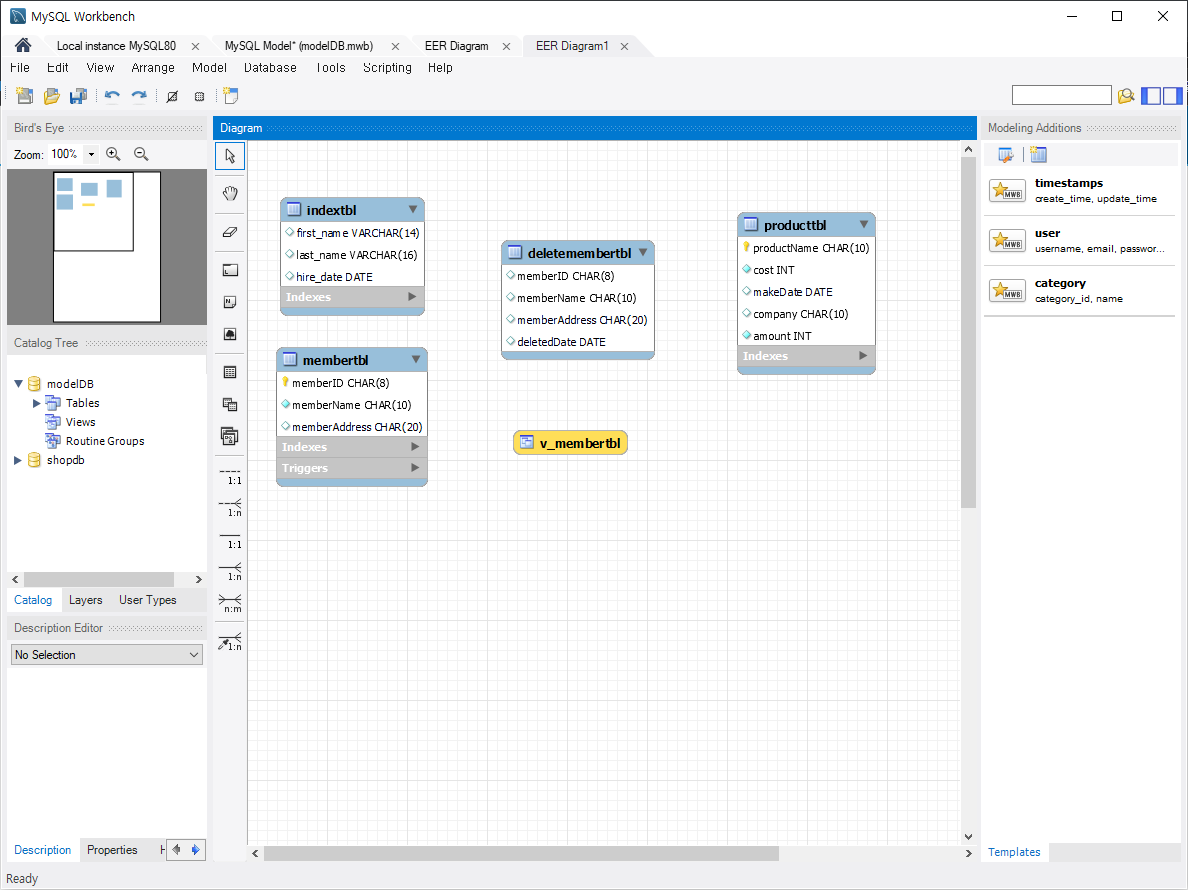 MySQL Workbench
Local instance MySQL80
MySQL Model* (modelDB.mwb)
EER Diagram
EER Diagram1
File Edit View Arrange Model Database Tools Scripting Help
Bird's Eye
Zoom: 100%
Catalog Tree
modelDB
Tables
Views
Routine Groups
shopdb
Catalog Layers User Types
Description Editor
No Selection
Description Properties H
Diagram
1:1
1:n
1:1
1:n
n:m
1:n
indextbl
first_name VARCHAR(14)
last_name VARCHAR(16)
hire_date DATE
Indexes
membertbl
memberID CHAR(8)
memberName CHAR(10)
memberAddress CHAR(20)
Indexes
Triggers
deletemembertbl
memberID CHAR(8)
memberName CHAR(10)
memberAddress CHAR(20)
deletedDate DATE
v_membertbl
producttbl
productName CHAR(10)
cost INT
makeDate DATE
company CHAR(10)
amount INT
Indexes
Modeling Additions
MWB
timestamps
create_time, update_time
MWB
user
username, email, passwor...
MWB
category
category_id, name
Templates
Ready